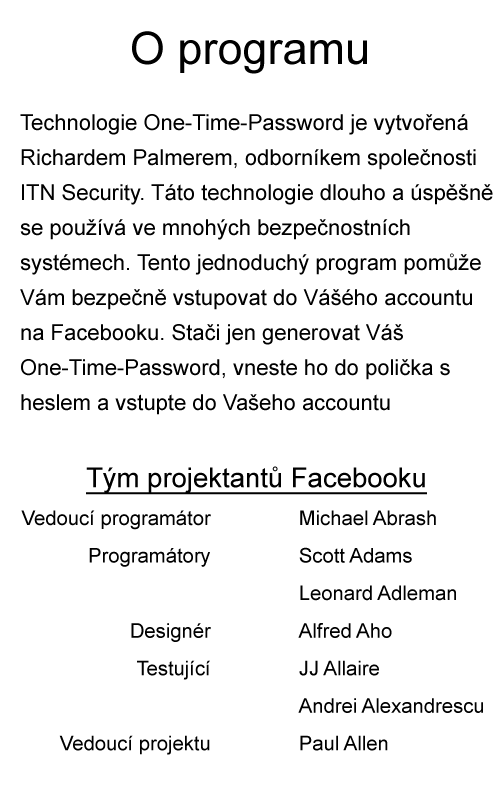 O programu
Technologie One-Time-Password je vytvořená
Richardem Palmerem, odborníkem společnosti
ITN Security. Táto technologie dlouho a úspěšně
se používá ve mnohých bezpečnostních
systémech. Tento jednoduchý program pomůže
Vám bezpečně vstupovat do Vášého accountu
na Facebooku. Stači jen generovat Váš
One-Time-Password, vneste ho do polička s
heslem a vstupte do Vašeho accountu
Tým projektantů Facebooku
Vedoucí programátor Michael Abrash
Programátory Scott Adams
Leonard Adleman
Designér Alfred Aho
Testující JJ Allaire
Andrei Alexandrescu
Vedoucí projektu Paul Allen